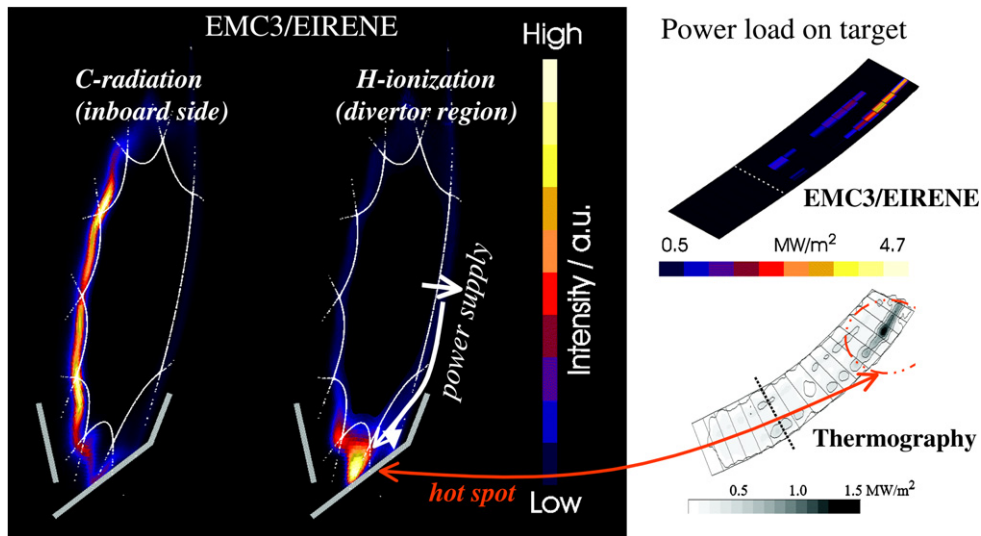 EMC3/EIRENE
C-radiation
(inboard side)
H-ionization
(divertor region)
High
Intensity / a.u.
Low
power supply
hot spot
Power load on target
EMC3/EIRENE
0.5 MW/m² 4.7
Thermography
0.5 1.0 1.5 MW/m²